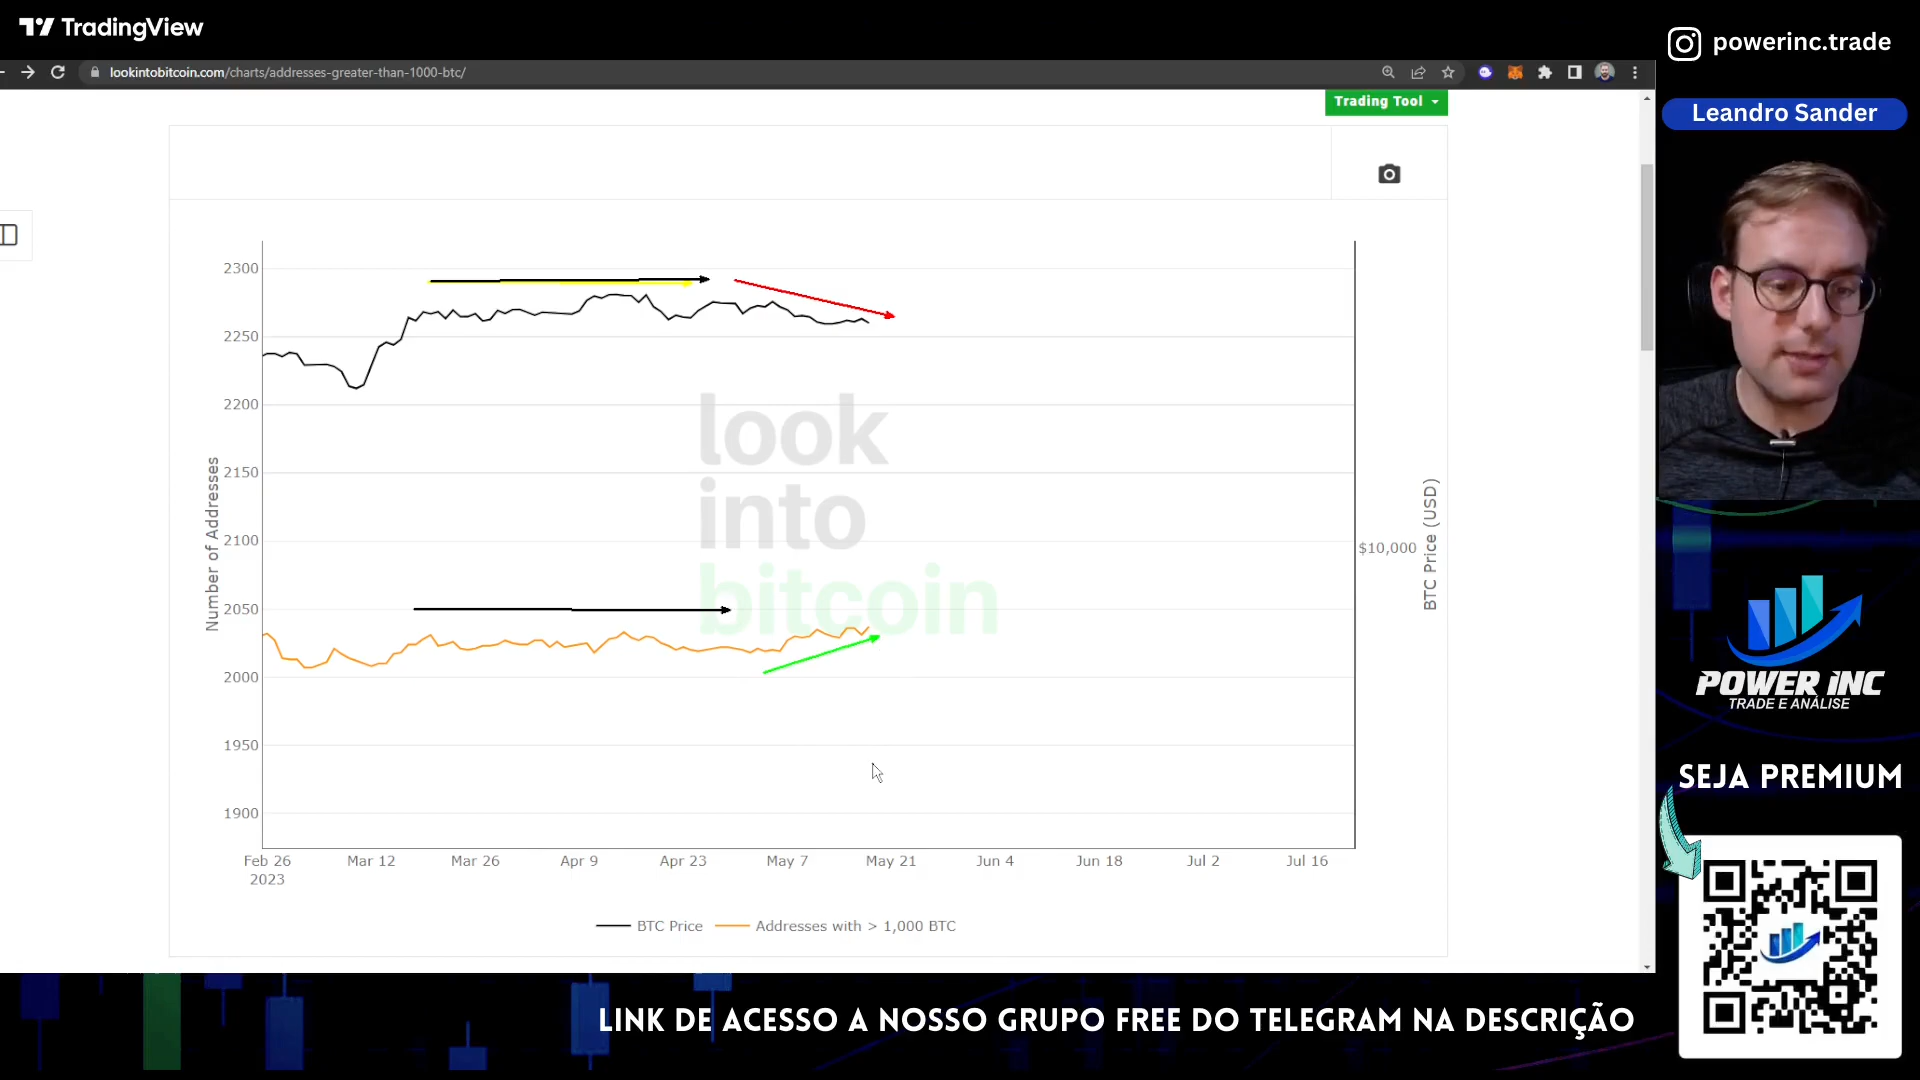 TradingView
powerinc.trade
lookintobitcoin.com/charts/addresses-greater-than-1000-btc/
Trading Tool
Leandro Sander
2300
2250
2200
2150
2100
2050
2000
1950
1900
Number of Addresses
look
into
bitcoin
$10,000
BTC Price (USD)
Feb 26 Mar 12 Mar 26 Apr 9 Apr 23 May 7 May 21 Jun 4 Jun 18 Jul 2 Jul 16
2023
BTC Price Addresses with > 1,000 BTC
POWER INC
TRADE E ANÁLISE
SEJA PREMIUM
LINK DE ACESSO A NOSSO GRUPO FREE DO TELEGRAM NA DESCRIÇÃO